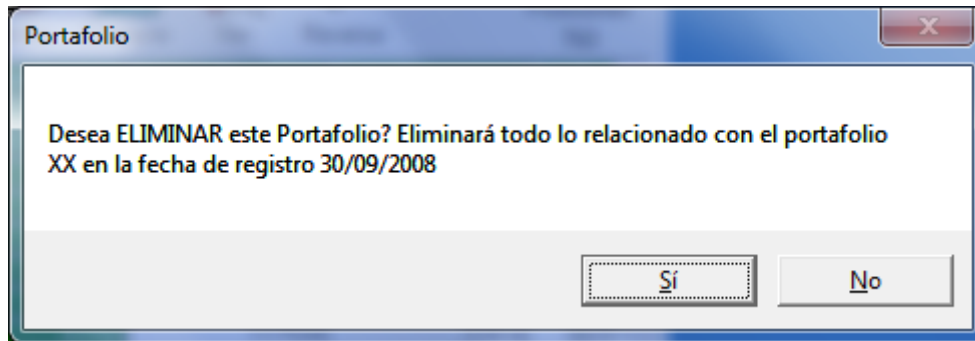 Portafolio
Desea ELIMINAR este Portafolio? Eliminará todo lo relacionado con el portafolio
XX en la fecha de registro 30/09/2008
Sí
No